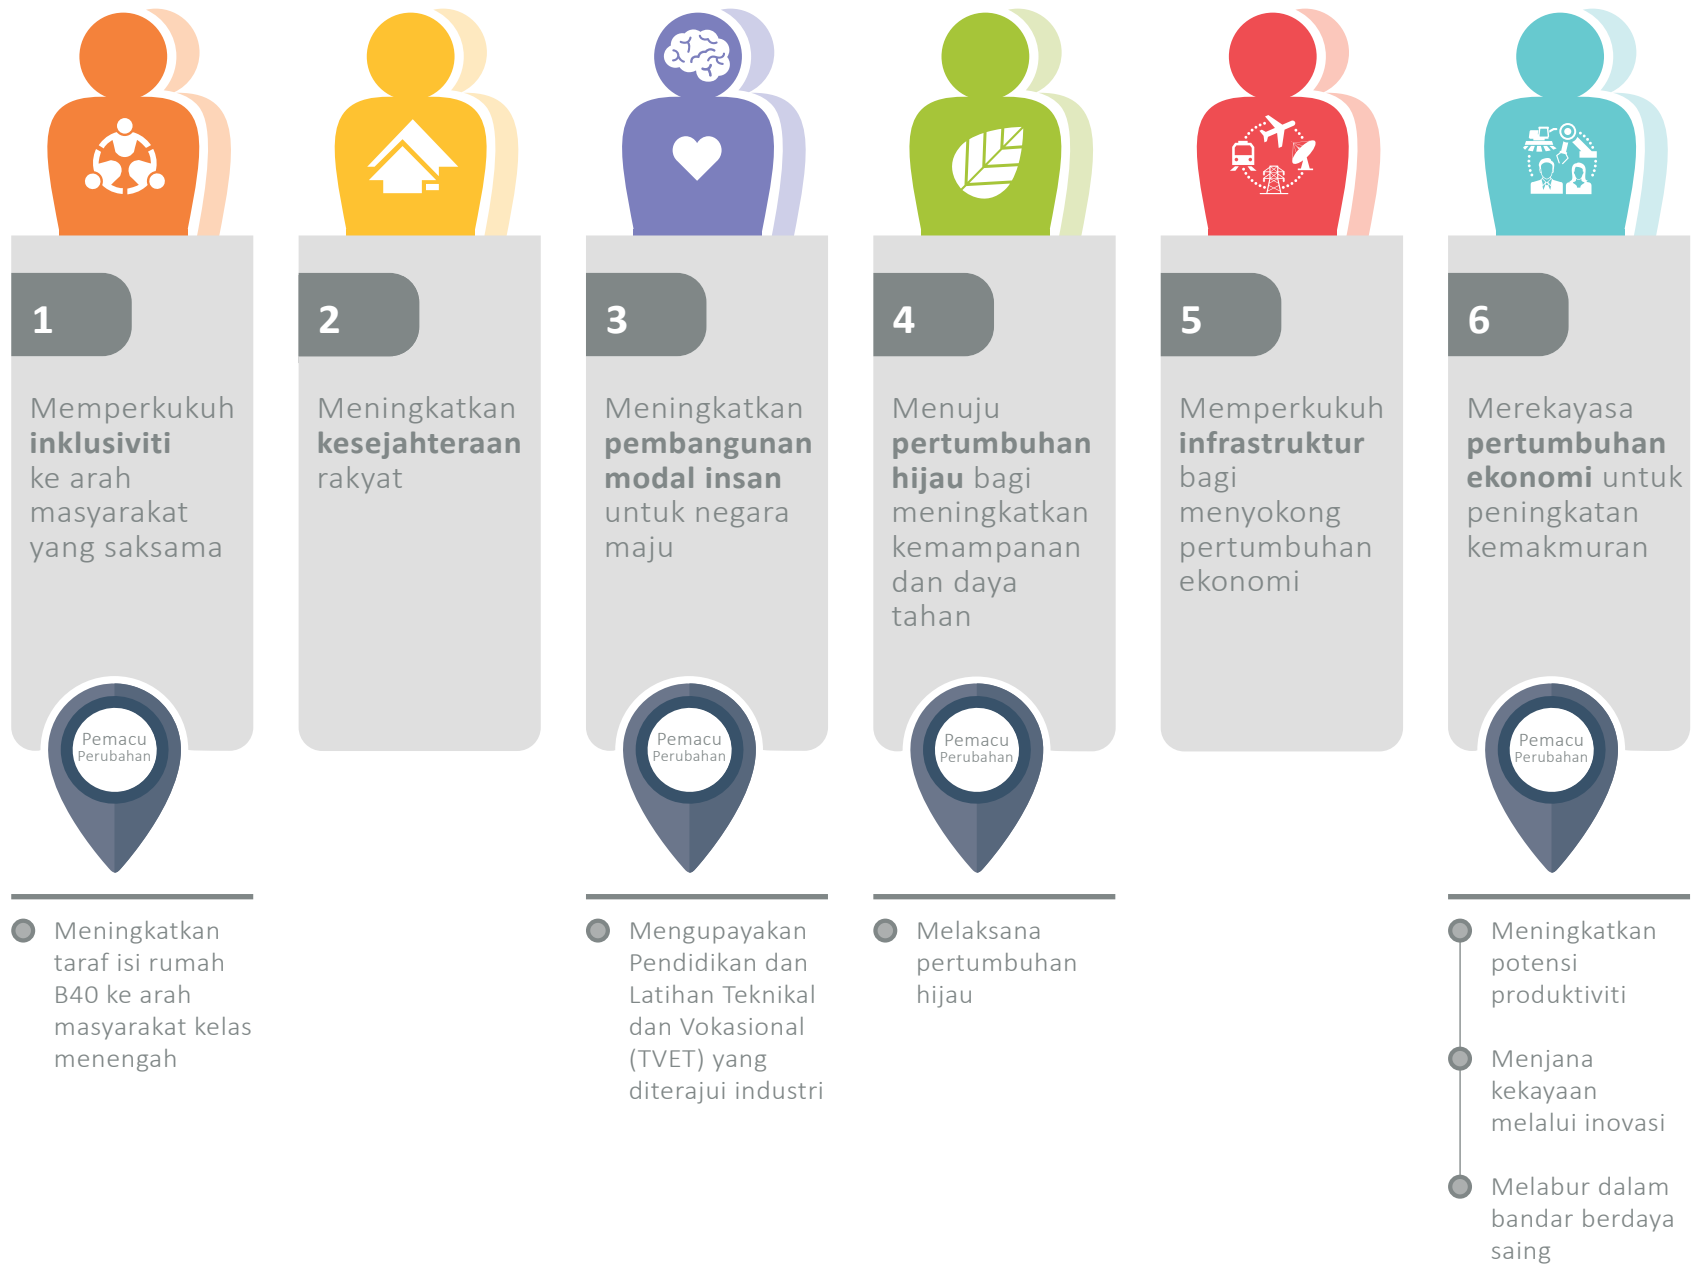 1
Memperkukuh
inklusiviti
ke arah
masyarakat
yang saksama
Pemacu
Perubahan
Meningkatkan
taraf isi rumah
B40 ke arah
masyarakat kelas
menengah
2
Meningkatkan
kesejahteraan
rakyat
3
Meningkatkan
pembangunan
modal insan
untuk negara
maju
Pemacu
Perubahan
Mengupayakan
Pendidikan dan
Latihan Teknikal
dan Vokasional
(TVET) yang
diterajui industri
4
Menuju
pertumbuhan
hijau bagi
meningkatkan
kemampanan
dan daya
tahan
Pemacu
Perubahan
Melaksana
pertumbuhan
hijau
5
Memperkukuh
infrastruktur
bagi
menyokong
pertumbuhan
ekonomi
6
Merekayasa
pertumbuhan
ekonomi untuk
peningkatan
kemakmuran
Pemacu
Perubahan
Meningkatkan
potensi
produktiviti
Menjana
kekayaan
melalui inovasi
Melabur dalam
bandar berdaya
saing